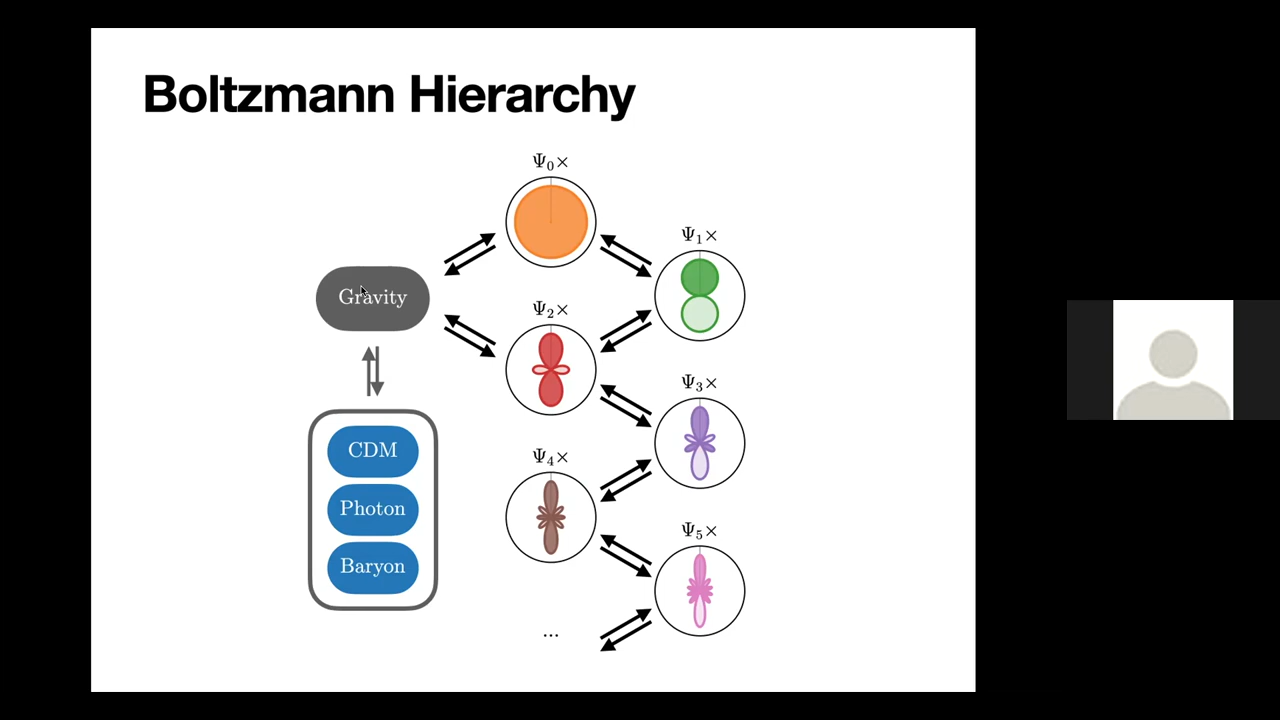 Boltzmann Hierarchy
Ψ₀×
Ψ₁×
Gravity
Ψ₂×
Ψ₃×
CDM
Ψ₄×
Photon
Ψ₅×
Baryon
...